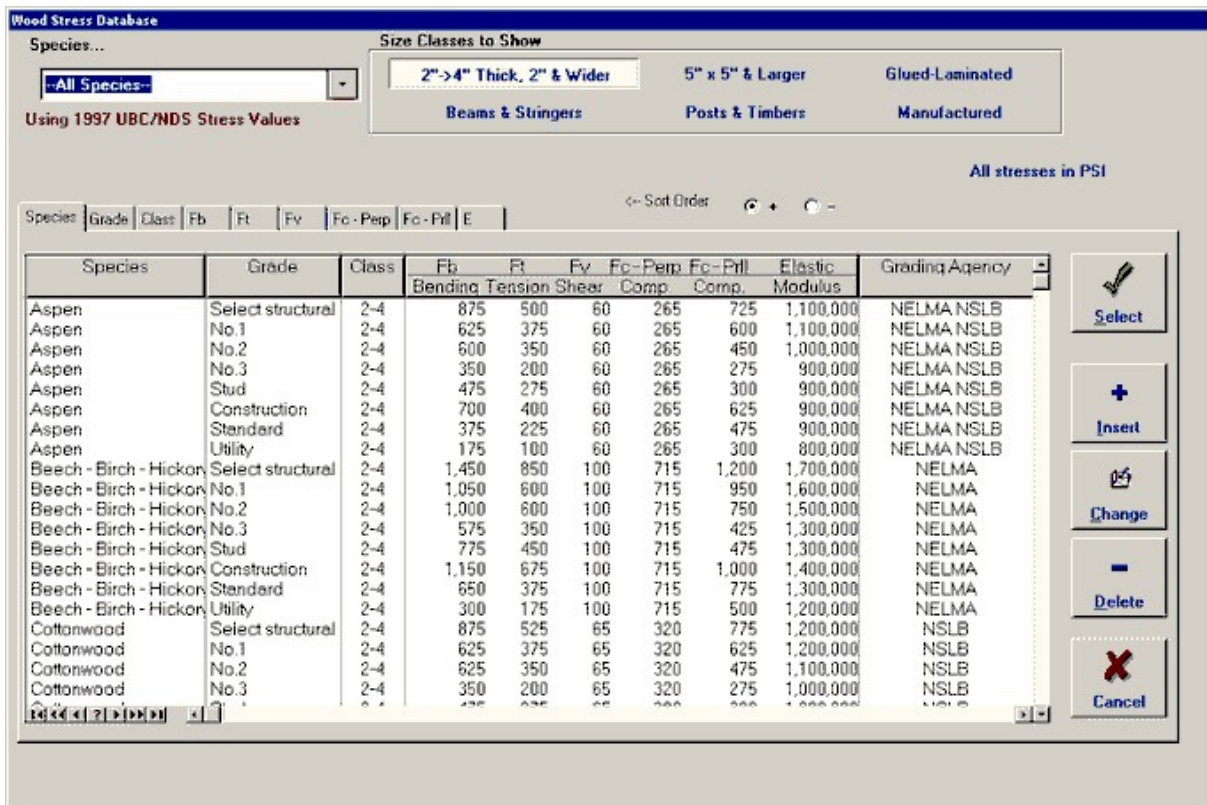 Wood Stress Database
Species...
Size Classes to Show
--All Species--
2"->4" Thick, 2" & Wider 5" x 5" & Larger Glued-Laminated
Beams & Stringers Posts & Timbers Manufactured
Using 1997 UBC/NDS Stress Values
All stresses in PSI
<-- Sort Order + -
Species Grade Class Fb Ft Fv Fc - Perp Fc - Prll E
Species Grade Class Fb Ft Fv Fc-Perp Fc-Prll Elastic Grading Agency
Bending Tension Shear Comp. Comp. Modulus
Aspen Select structural 2-4 875 500 60 265 725 1,100,000 NELMA NSLB
Aspen No.1 2-4 625 375 60 265 600 1,100,000 NELMA NSLB
Aspen No.2 2-4 600 350 60 265 450 1,000,000 NELMA NSLB
Aspen No.3 2-4 350 200 60 265 275 900,000 NELMA NSLB
Aspen Stud 2-4 475 275 60 265 300 900,000 NELMA NSLB
Aspen Construction 2-4 700 400 60 265 625 900,000 NELMA NSLB
Aspen Standard 2-4 375 225 60 265 475 900,000 NELMA NSLB
Aspen Utility 2-4 175 100 60 265 300 800,000 NELMA NSLB
Beech - Birch - Hickory Select structural 2-4 1,450 850 100 715 1,200 1,700,000 NELMA
Beech - Birch - Hickory No.1 2-4 1,050 600 100 715 950 1,600,000 NELMA
Beech - Birch - Hickory No.2 2-4 1,000 600 100 715 750 1,500,000 NELMA
Beech - Birch - Hickory No.3 2-4 575 350 100 715 425 1,300,000 NELMA
Beech - Birch - Hickory Stud 2-4 775 450 100 715 475 1,300,000 NELMA
Beech - Birch - Hickory Construction 2-4 1,150 675 100 715 1,000 1,400,000 NELMA
Beech - Birch - Hickory Standard 2-4 650 375 100 715 775 1,300,000 NELMA
Beech - Birch - Hickory Utility 2-4 300 175 100 715 500 1,200,000 NELMA
Cottonwood Select structural 2-4 875 525 65 320 775 1,200,000 NSLB
Cottonwood No.1 2-4 625 375 65 320 625 1,200,000 NSLB
Cottonwood No.2 2-4 625 350 65 320 475 1,100,000 NSLB
Cottonwood No.3 2-4 350 200 65 320 275 1,000,000 NSLB
?
Select
Insert
Change
Delete
Cancel